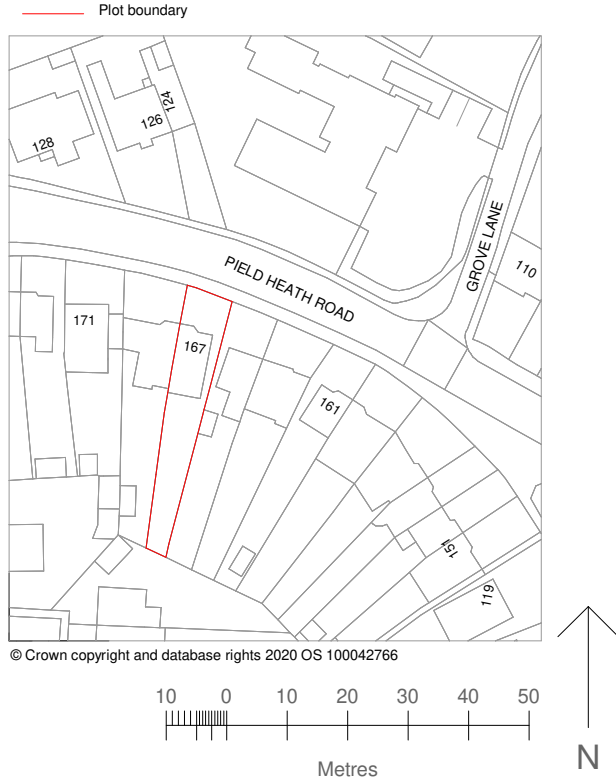 Plot boundary
128
126
124
PIELD HEATH ROAD
GROVE LANE
110
171
167
161
151
119
© Crown copyright and database rights 2020 OS 100042766
10 0 10 20 30 40 50
Metres
N